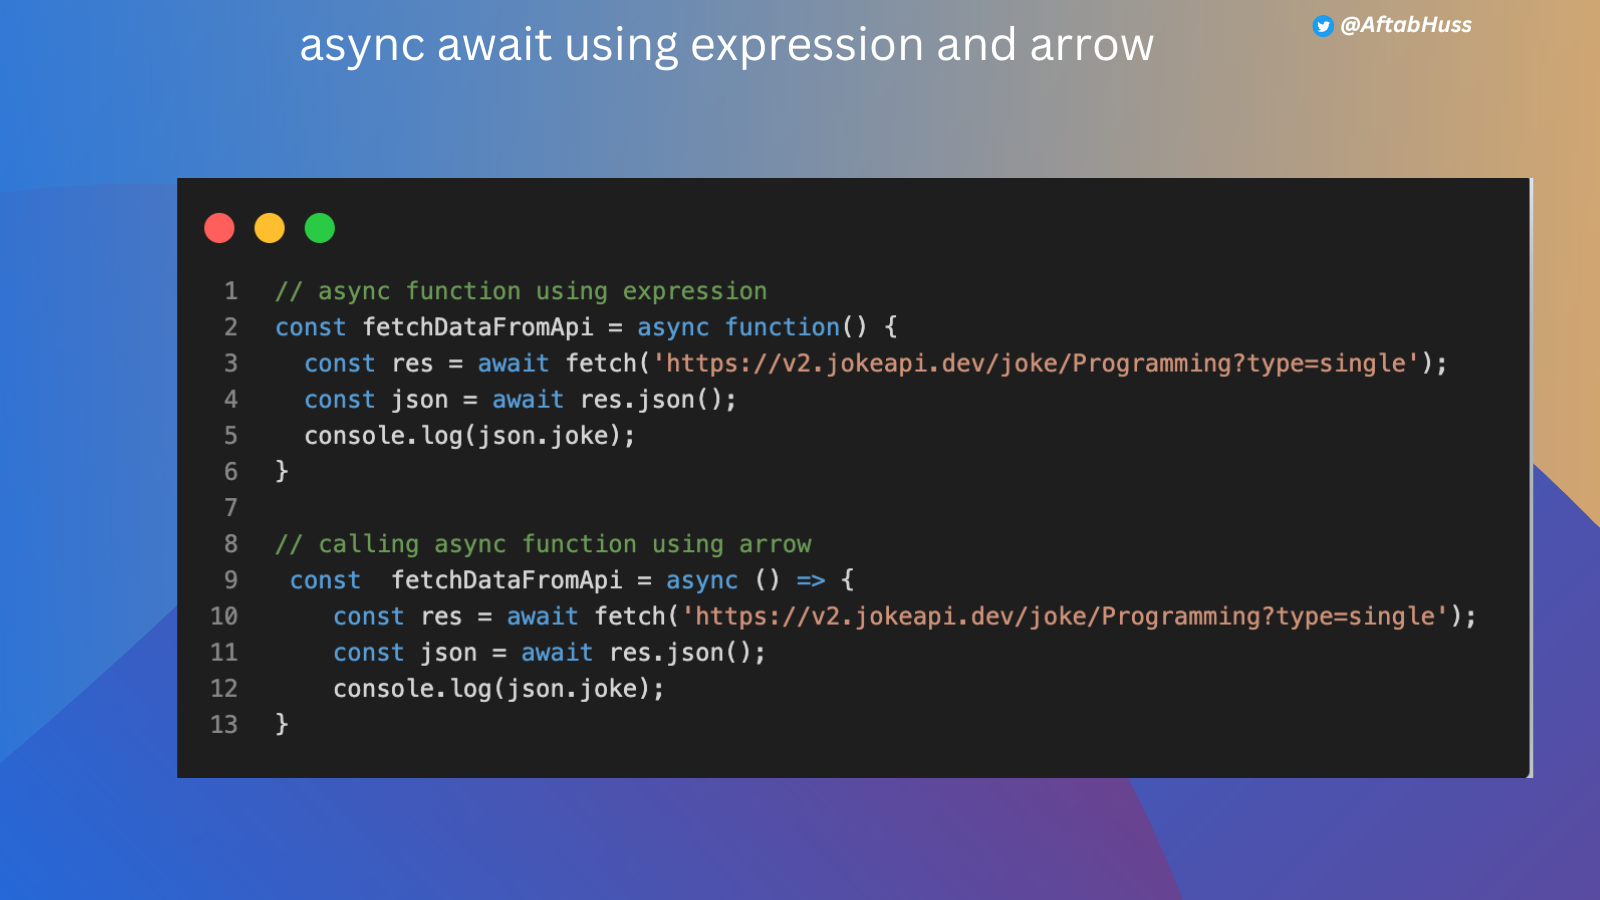 async await using expression and arrow
@AftabHuss
1 // async function using expression
2 const fetchDataFromApi = async function() {
3   const res = await fetch('https://v2.jokeapi.dev/joke/Programming?type=single');
4   const json = await res.json();
5   console.log(json.joke);
6 }
7
8 // calling async function using arrow
9  const  fetchDataFromApi = async () => {
10     const res = await fetch('https://v2.jokeapi.dev/joke/Programming?type=single');
11     const json = await res.json();
12     console.log(json.joke);
13 }